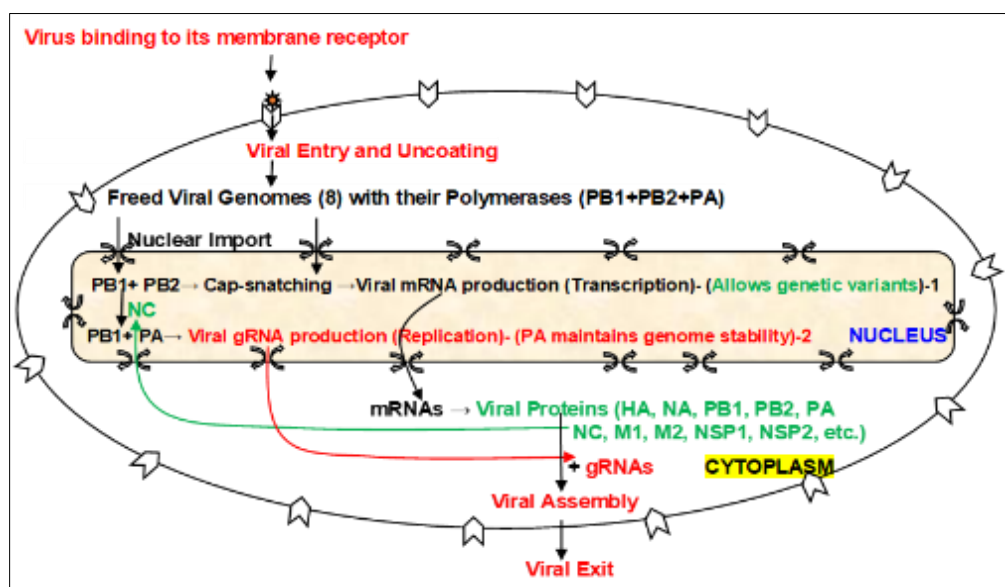 Virus binding to its membrane receptor
Viral Entry and Uncoating
Freed Viral Genomes (8) with their Polymerases (PB1+PB2+PA)
Nuclear Import
PB1+ PB2→ Cap-snatching →Viral mRNA production (Transcription)- (Allows genetic variants)-1
NC
PB1+ PA→ Viral gRNA production (Replication)- (PA maintains genome stability)-2 NUCLEUS
mRNAs → Viral Proteins (HA, NA, PB1, PB2, PA
NC, M1, M2, NSP1, NSP2, etc.)
+ gRNAs CYTOPLASM
Viral Assembly
Viral Exit